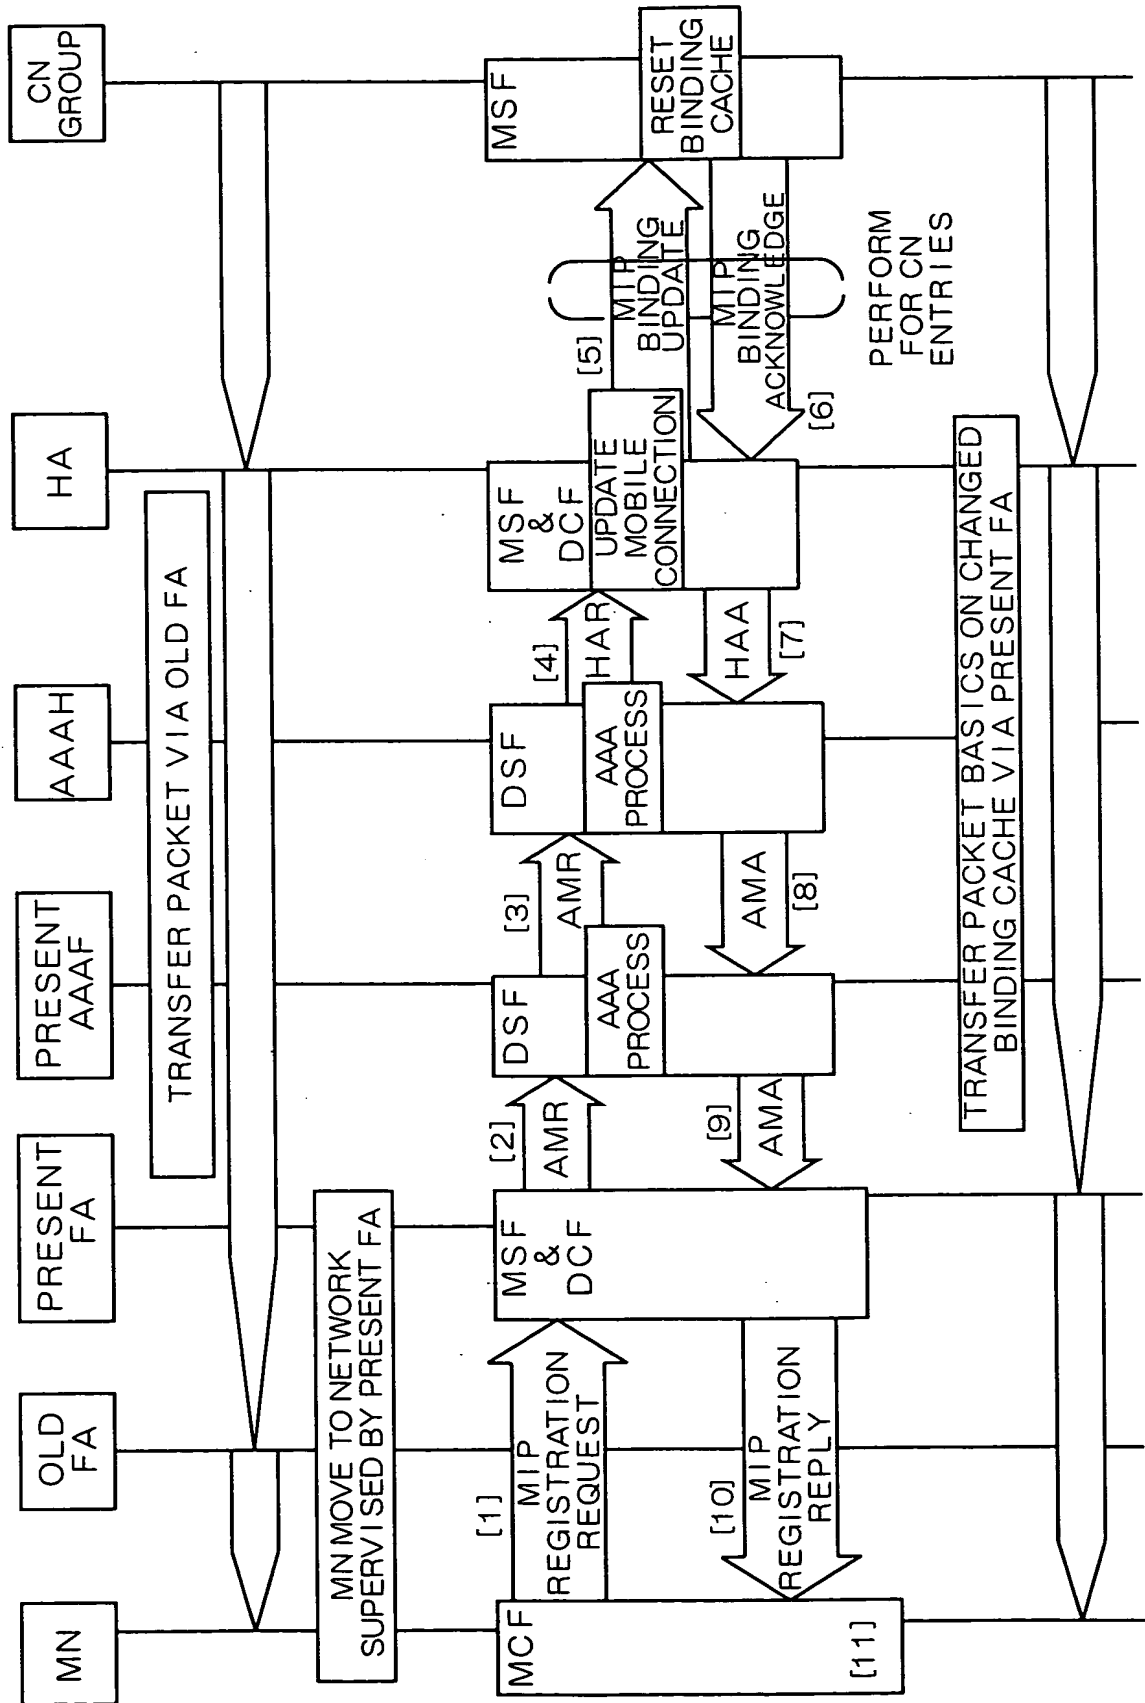 MN
OLD
FA
PRESENT
FA
PRESENT
AAAF
AAAH
HA
CN
GROUP
TRANSFER PACKET VIA OLD FA
MN MOVE TO NETWORK
SUPERVISED BY PRESENT FA
MCF
[1]
MIP
REGISTRATION
REQUEST
MSF
&
DCF
[2]
AMR
DSF
AAA
PROCESS
[3]
AMR
DSF
AAA
PROCESS
[4]
HAR
MSF
&
DCF
UPDATE
MOBILE
CONNECTION
[5]
MIP
BINDING
UPDATE
MSF
RESET
BINDING
CACHE
MIP
BINDING
ACKNOWLEDGE
[6]
PERFORM
FOR CN
ENTRIES
HAA
[7]
AMA
[8]
[9]
AMA
[10]
MIP
REGISTRATION
REPLY
[11]
TRANSFER PACKET BASICS ON CHANGED
BINDING CACHE VIA PRESENT FA